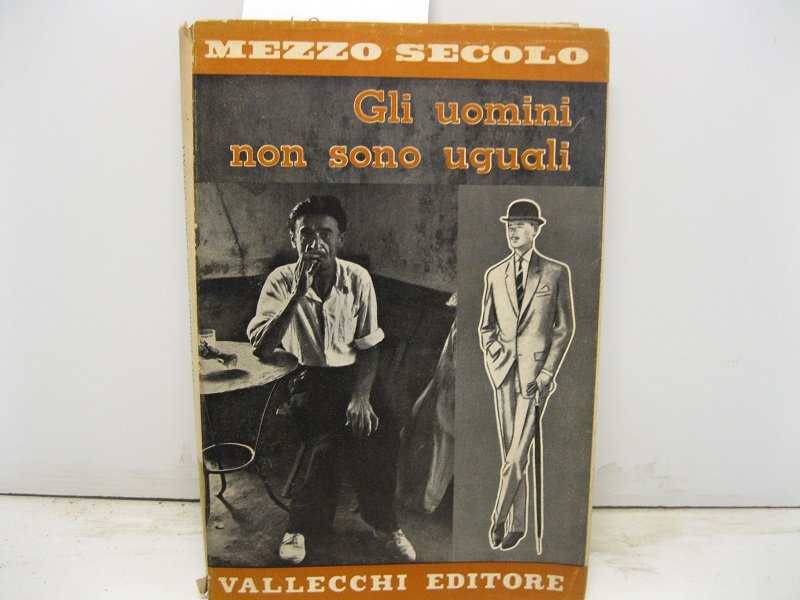 MEZZO SECOLO
Gli uomini
non sono uguali
VALLECCHI EDITORE